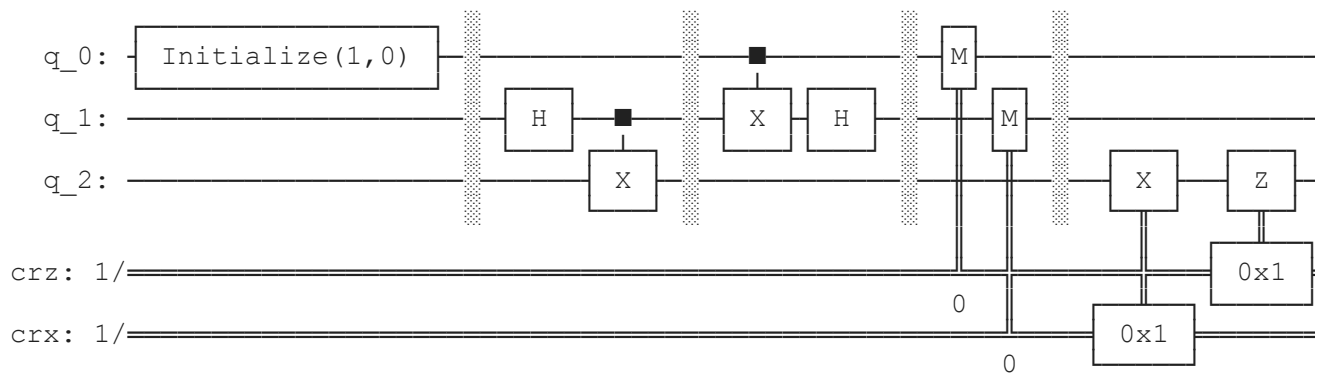 q_0: Initialize(1,0) M
q_1: H X H M
q_2: X X Z
crz: 1/ 0x1
0
crx: 1/ 0x1
0